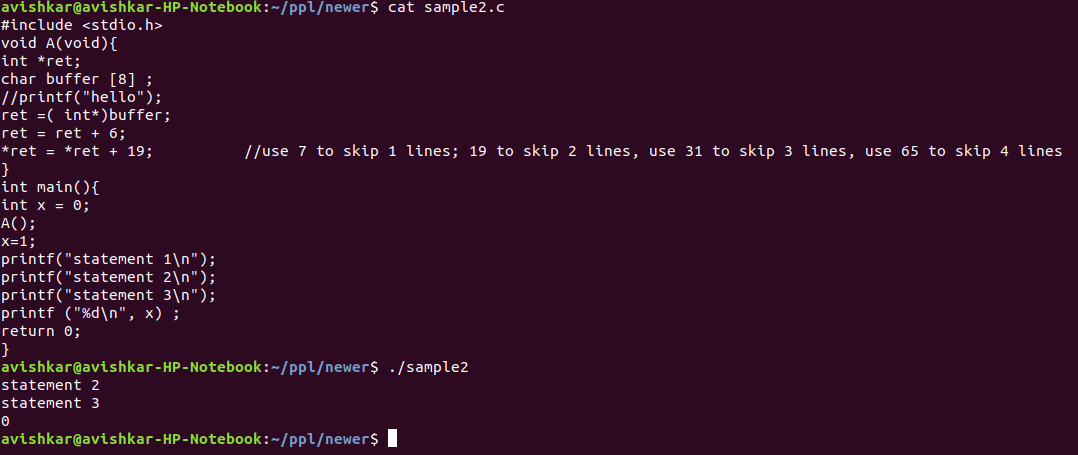 avishkar@avishkar-HP-Notebook:~/ppl/newer$ cat sample2.c
#include <stdio.h>
void A(void){
int *ret;
char buffer [8] ;
//printf("hello");
ret =( int*)buffer;
ret = ret + 6;
*ret = *ret + 19;          //use 7 to skip 1 lines; 19 to skip 2 lines, use 31 to skip 3 lines, use 65 to skip 4 lines
}
int main(){
int x = 0;
A();
x=1;
printf("statement 1\n");
printf("statement 2\n");
printf("statement 3\n");
printf ("%d\n", x) ;
return 0;
}
avishkar@avishkar-HP-Notebook:~/ppl/newer$ ./sample2
statement 2
statement 3
0
avishkar@avishkar-HP-Notebook:~/ppl/newer$